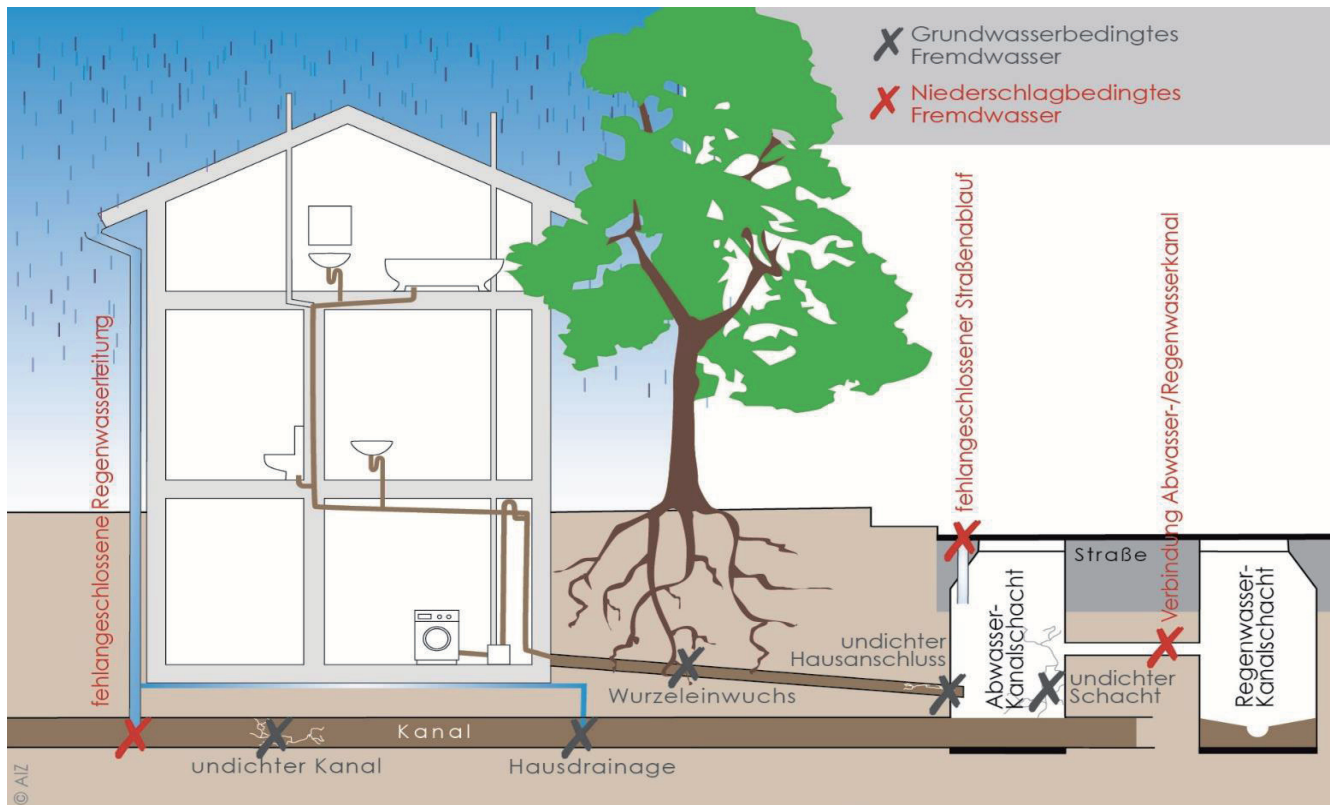 Grundwasserbedingtes
Fremdwasser
Niederschlagbedingtes
Fremdwasser
fehlangeschlossene Regenwasserleitung
fehlangeschlossener Straßenablauf
Verbindung Abwasser-/Regenwasserkanal
Straße
Abwasser-
Kanalschacht
Regenwasser-
Kanalschacht
undichter
Hausanschluss
undichter
Schacht
Wurzeleinwuchs
Kanal
undichter Kanal
Hausdrainage
© AIZ